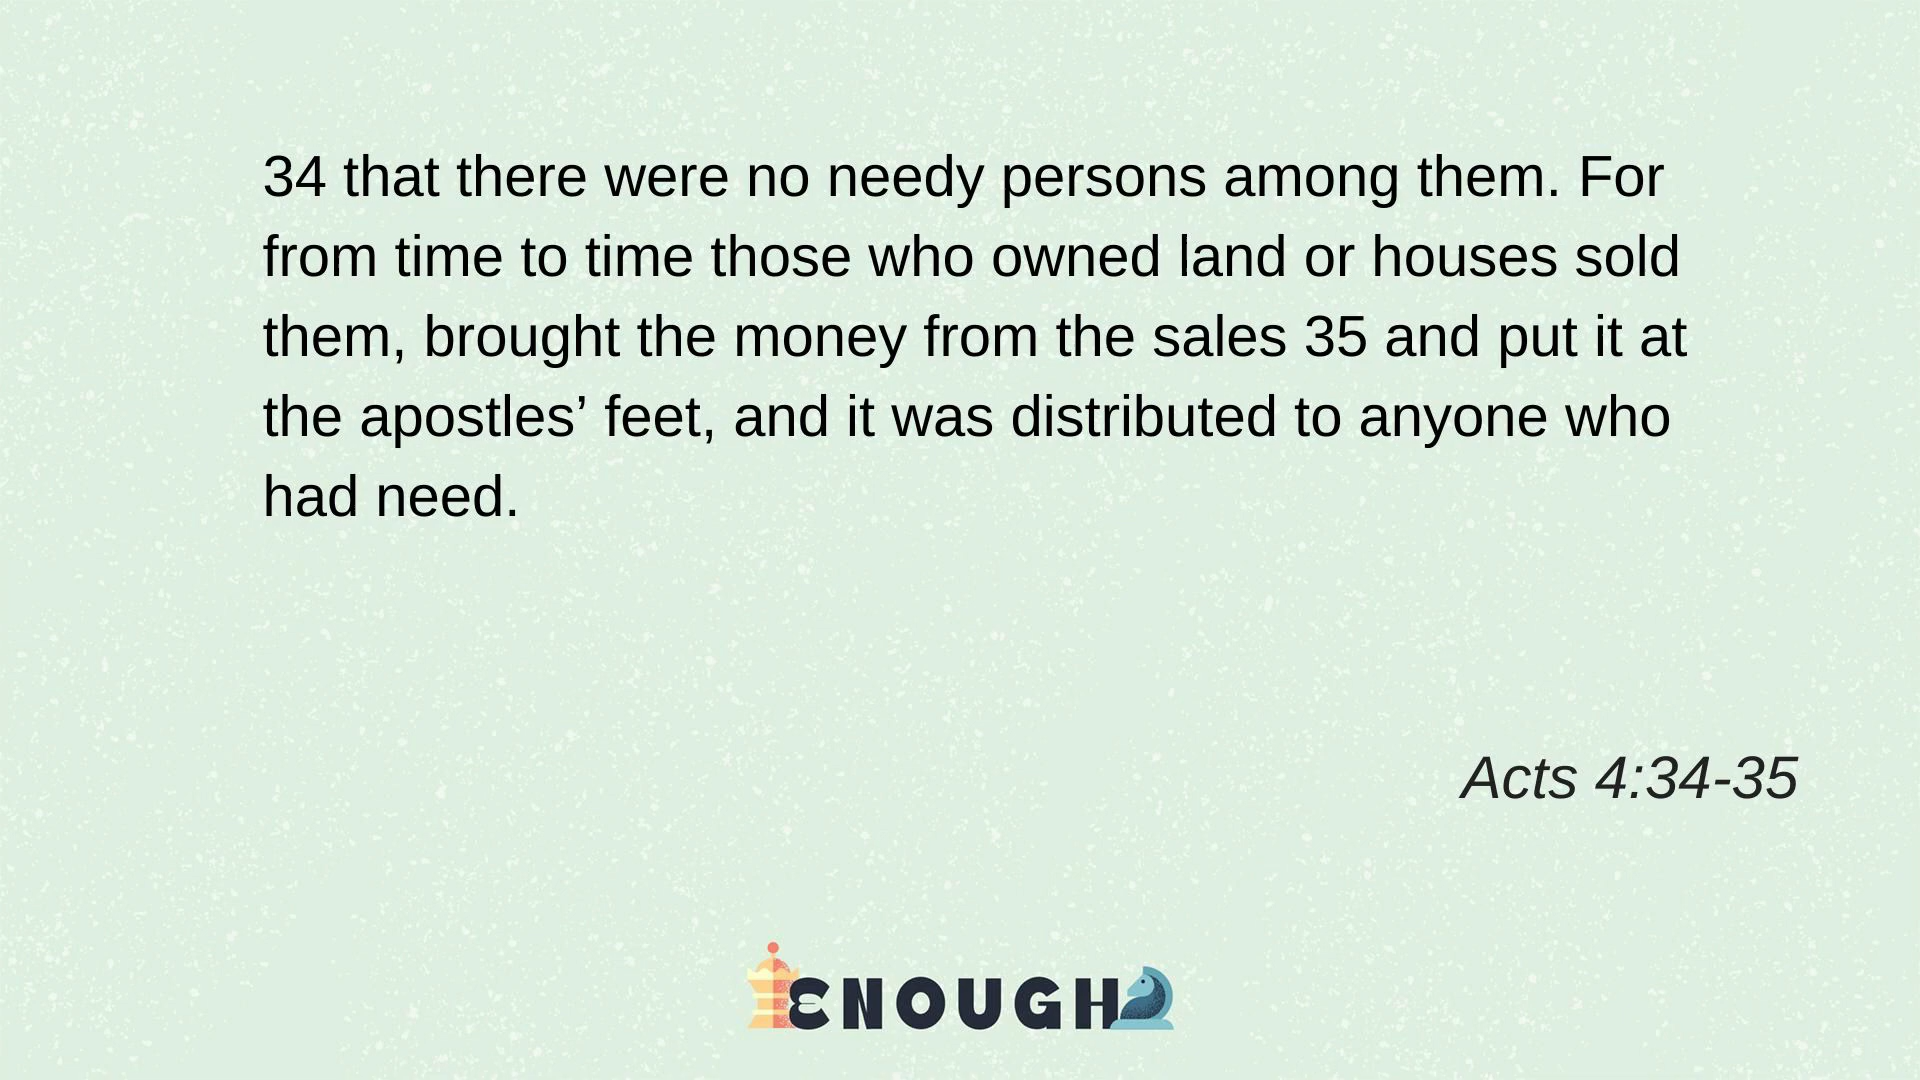 34 that there were no needy persons among them. For
from time to time those who owned land or houses sold
them, brought the money from the sales 35 and put it at
the apostles’ feet, and it was distributed to anyone who
had need.
Acts 4:34-35
ENOUGH